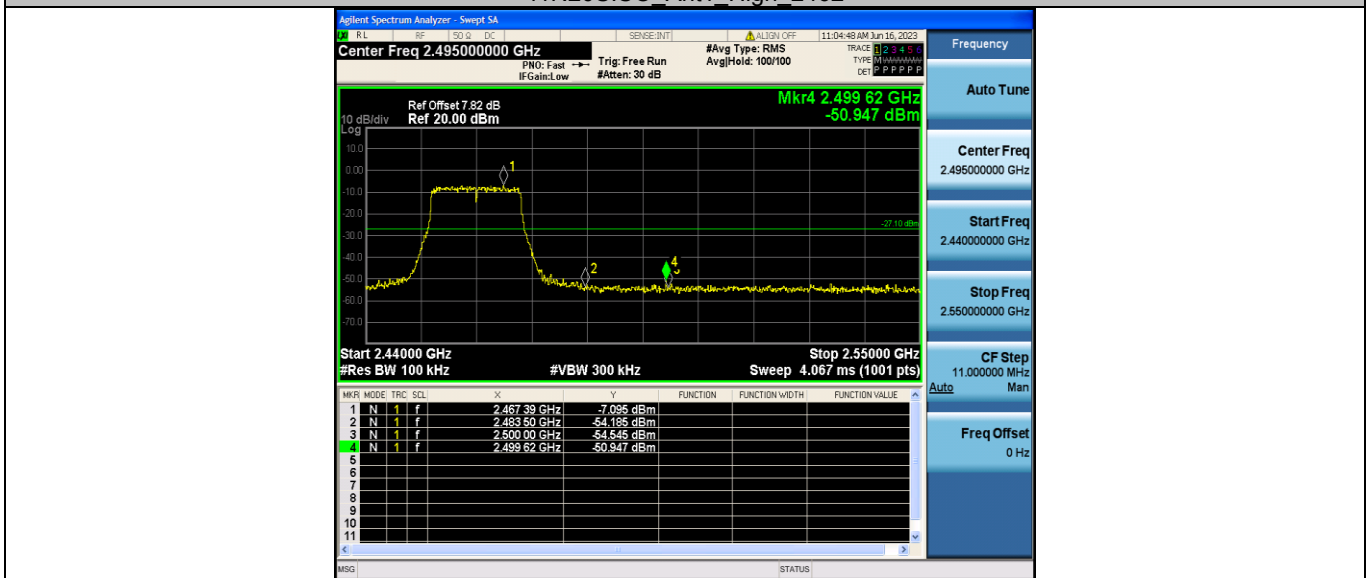 Agilent Spectrum Analyzer - Swept SA
RL RF 50 Ω DC SENSE:INT ALIGN OFF 11:04:48 AM Jun 16, 2023
Center Freq 2.495000000 GHz
PNO: Fast
IFGain:Low
Trig: Free Run
#Atten: 30 dB
#Avg Type: RMS
Avg|Hold: 100/100
TRACE 1 2 3 4 5 6
TYPE M
DET P P P P P P
Mkr4 2.499 62 GHz
-50.947 dBm
Ref Offset 7.82 dB
10 dB/div Ref 20.00 dBm
Log
10.0
0.00
-10.0
-20.0
-30.0
-40.0
-50.0
-60.0
-70.0
-27.10 dBm
1
2
4
3
Start 2.44000 GHz Stop 2.55000 GHz
#Res BW 100 kHz #VBW 300 kHz Sweep 4.067 ms (1001 pts)
MKR MODE TRC SCL X Y FUNCTION FUNCTION WIDTH FUNCTION VALUE
1 N 1 f 2.467 39 GHz -7.095 dBm
2 N 1 f 2.483 50 GHz -54.185 dBm
3 N 1 f 2.500 00 GHz -54.545 dBm
4 N 1 f 2.499 62 GHz -50.947 dBm
5
6
7
8
9
10
11
MSG STATUS
Frequency
Auto Tune
Center Freq
2.495000000 GHz
Start Freq
2.440000000 GHz
Stop Freq
2.550000000 GHz
CF Step
11.000000 MHz
Auto Man
Freq Offset
0 Hz